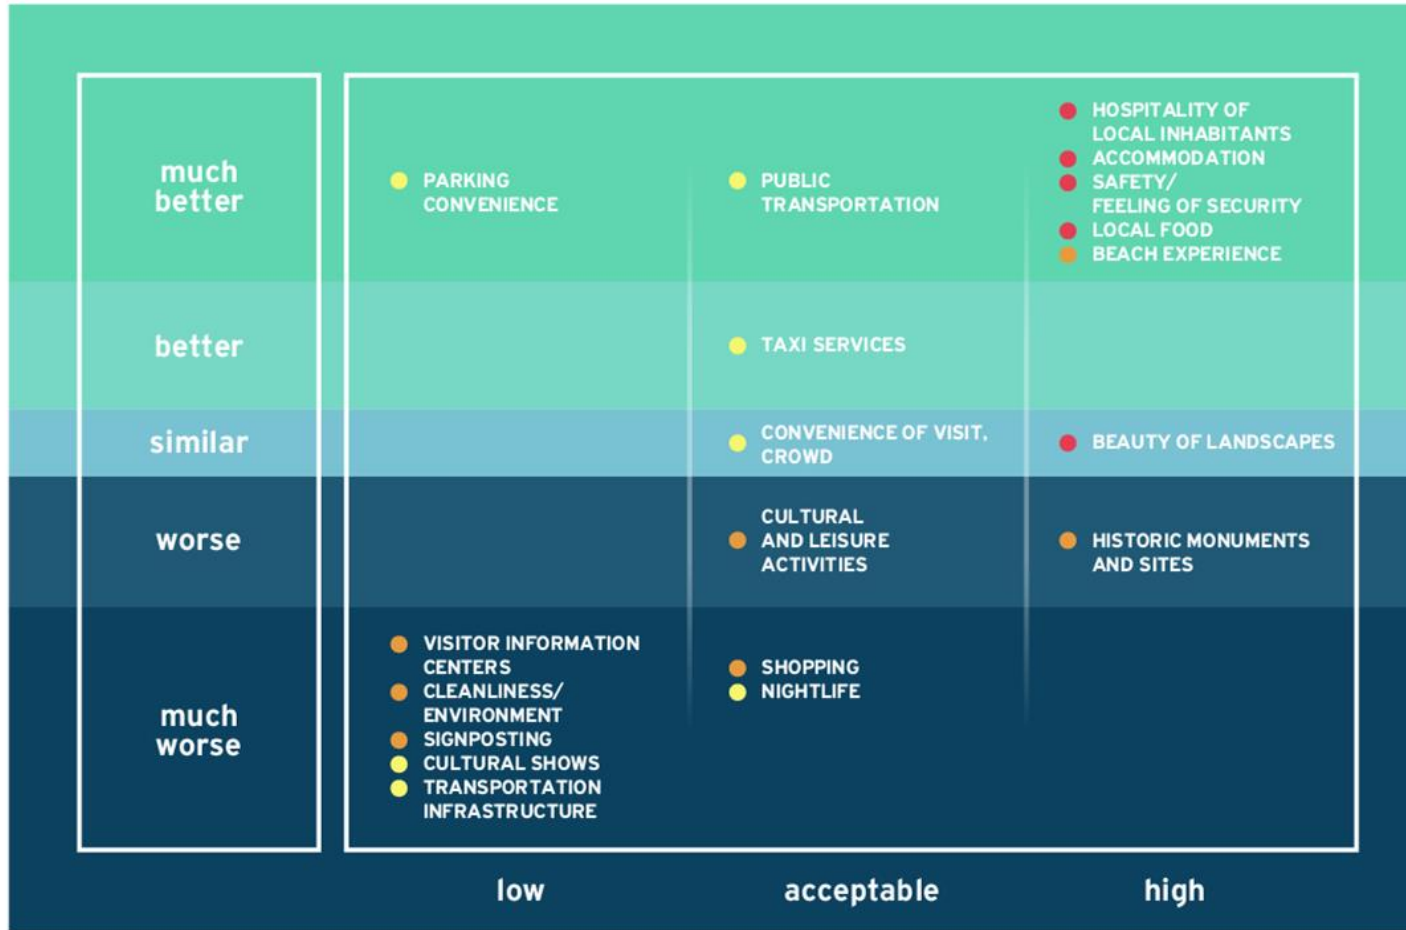 much
better
PARKING
CONVENIENCE
PUBLIC
TRANSPORTATION
HOSPITALITY OF
LOCAL INHABITANTS
ACCOMMODATION
SAFETY/
FEELING OF SECURITY
LOCAL FOOD
BEACH EXPERIENCE
better
TAXI SERVICES
similar
CONVENIENCE OF VISIT,
CROWD
BEAUTY OF LANDSCAPES
worse
CULTURAL
AND LEISURE
ACTIVITIES
HISTORIC MONUMENTS
AND SITES
much
worse
VISITOR INFORMATION
CENTERS
CLEANLINESS/
ENVIRONMENT
SIGNPOSTING
CULTURAL SHOWS
TRANSPORTATION
INFRASTRUCTURE
SHOPPING
NIGHTLIFE
low
acceptable
high